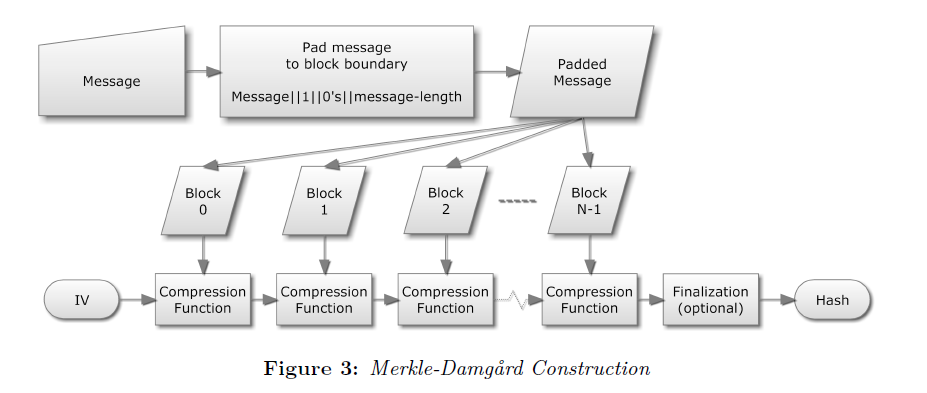 Message
Pad message
to block boundary
Message||1||0's||message-length
Padded
Message
Block
0
Block
1
Block
2
Block
N-1
IV
Compression
Function
Compression
Function
Compression
Function
Compression
Function
Finalization
(optional)
Hash
Figure 3: Merkle-Damgård Construction